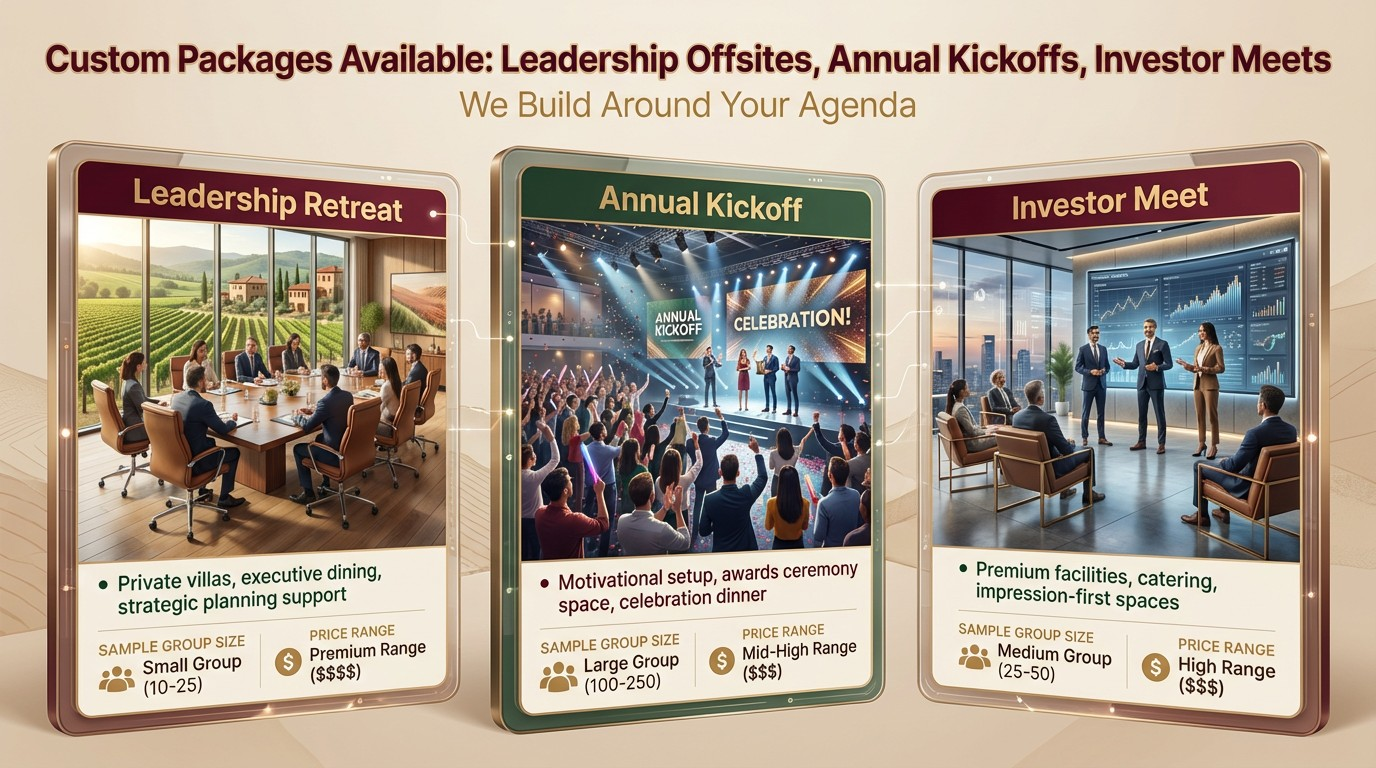 Custom Packages Available: Leadership Offsites, Annual Kickoffs, Investor Meets
We Build Around Your Agenda
Leadership Retreat
• Private villas, executive dining,
strategic planning support
SAMPLE GROUP SIZE
Small Group
(10-25)
PRICE RANGE
$
Premium Range
($$$$)
Annual Kickoff
ANNUAL
KICKOFF
CELEBRATION!
• Motivational setup, awards ceremony
space, celebration dinner
SAMPLE GROUP SIZE
Large Group
(100-250)
PRICE RANGE
$
Mid-High Range
($$$)
Investor Meet
• Premium facilities, catering,
impression-first spaces
SAMPLE GROUP SIZE
Medium Group
(25-50)
PRICE RANGE
$
High Range
($$$)